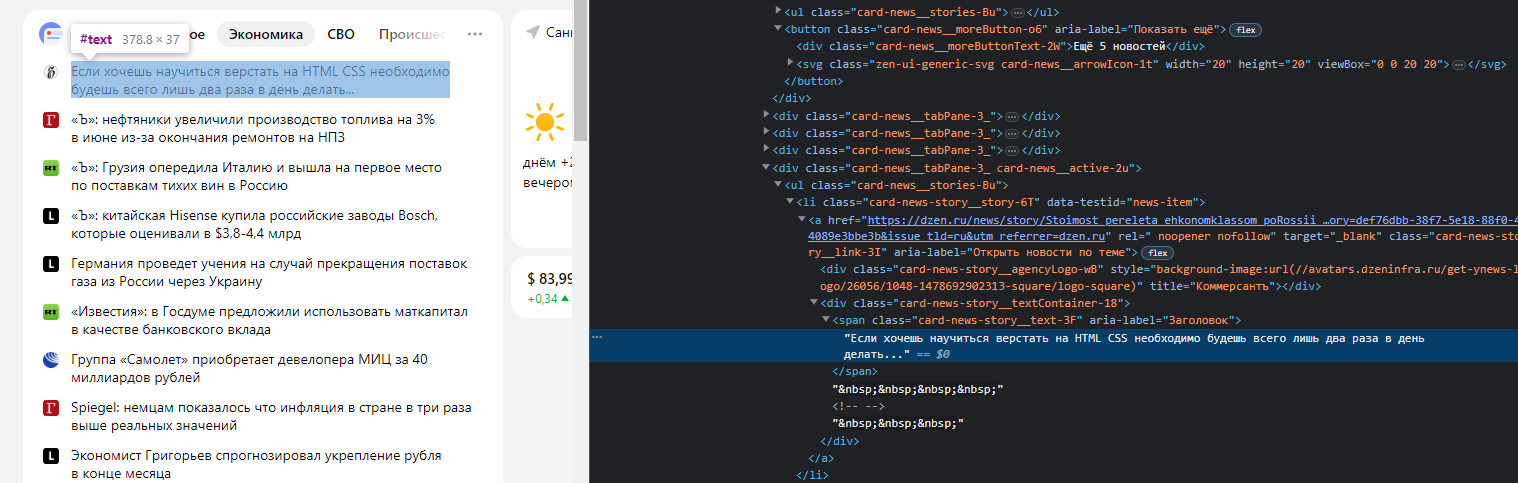 #text 378.8 × 37
ое Экономика СВО Происшес ...
Если хочешь научиться верстать на HTML CSS необходимо
будешь всего лишь два раза в день делать...
«Ъ»: нефтяники увеличили производство топлива на 3%
в июне из-за окончания ремонтов на НПЗ
«Ъ»: Грузия опередила Италию и вышла на первое место
по поставкам тихих вин в Россию
«Ъ»: китайская Hisense купила российские заводы Bosch,
которые оценивали в $3,8-4,4 млрд
Германия проведет учения на случай прекращения поставок
газа из России через Украину
«Известия»: в Госдуме предложили использовать маткапитал
в качестве банковского вклада
Группа «Самолет» приобретает девелопера МИЦ за 40
миллиардов рублей
Spiegel: немцам показалось что инфляция в стране в три раза
выше реальных значений
Экономист Григорьев спрогнозировал укрепление рубля
в конце месяца
Сан
днём +2
вечером
$ 83,99
+0,34
<ul class="card-news__stories-Bu">…</ul>
<button class="card-news__moreButton-o6" aria-label="Показать ещё"> flex
<div class="card-news__moreButtonText-2W">Ещё 5 новостей</div>
<svg class="zen-ui-generic-svg card-news__arrowIcon-1t" width="20" height="20" viewBox="0 0 20 20">…</svg>
</button>
</div>
<div class="card-news__tabPane-3_">…</div>
<div class="card-news__tabPane-3_">…</div>
<div class="card-news__tabPane-3_">…</div>
<div class="card-news__tabPane-3_ card-news__active-2u">
<ul class="card-news__stories-Bu">
<li class="card-news-story__story-6T" data-testid="news-item">
<a href="https://dzen.ru/news/story/Stoimost_pereleta_ehkonomklassom_poRossii_…ory=def76dbb-38f7-5e18-88f0-4
4089e3bbe3b&issue_tld=ru&utm_referrer=dzen.ru" rel=" noopener nofollow" target="_blank" class="card-news-sto
ry__link-3I" aria-label="Открыть новости по теме"> flex
<div class="card-news-story__agencyLogo-wB" style="background-image:url(//avatars.dzeninfra.ru/get-ynews-l
ogo/26056/1048-1478692902313-square/logo-square)" title="Коммерсантъ"></div>
<div class="card-news-story__textContainer-18">
<span class="card-news-story__text-3F" aria-label="Заголовок">
"Если хочешь научиться верстать на HTML CSS необходимо будешь всего лишь два раза в день
делать..." == $0
</span>
"&nbsp;&nbsp;&nbsp;&nbsp;"
<!-- -->
"&nbsp;&nbsp;&nbsp;"
</div>
</a>
</li>